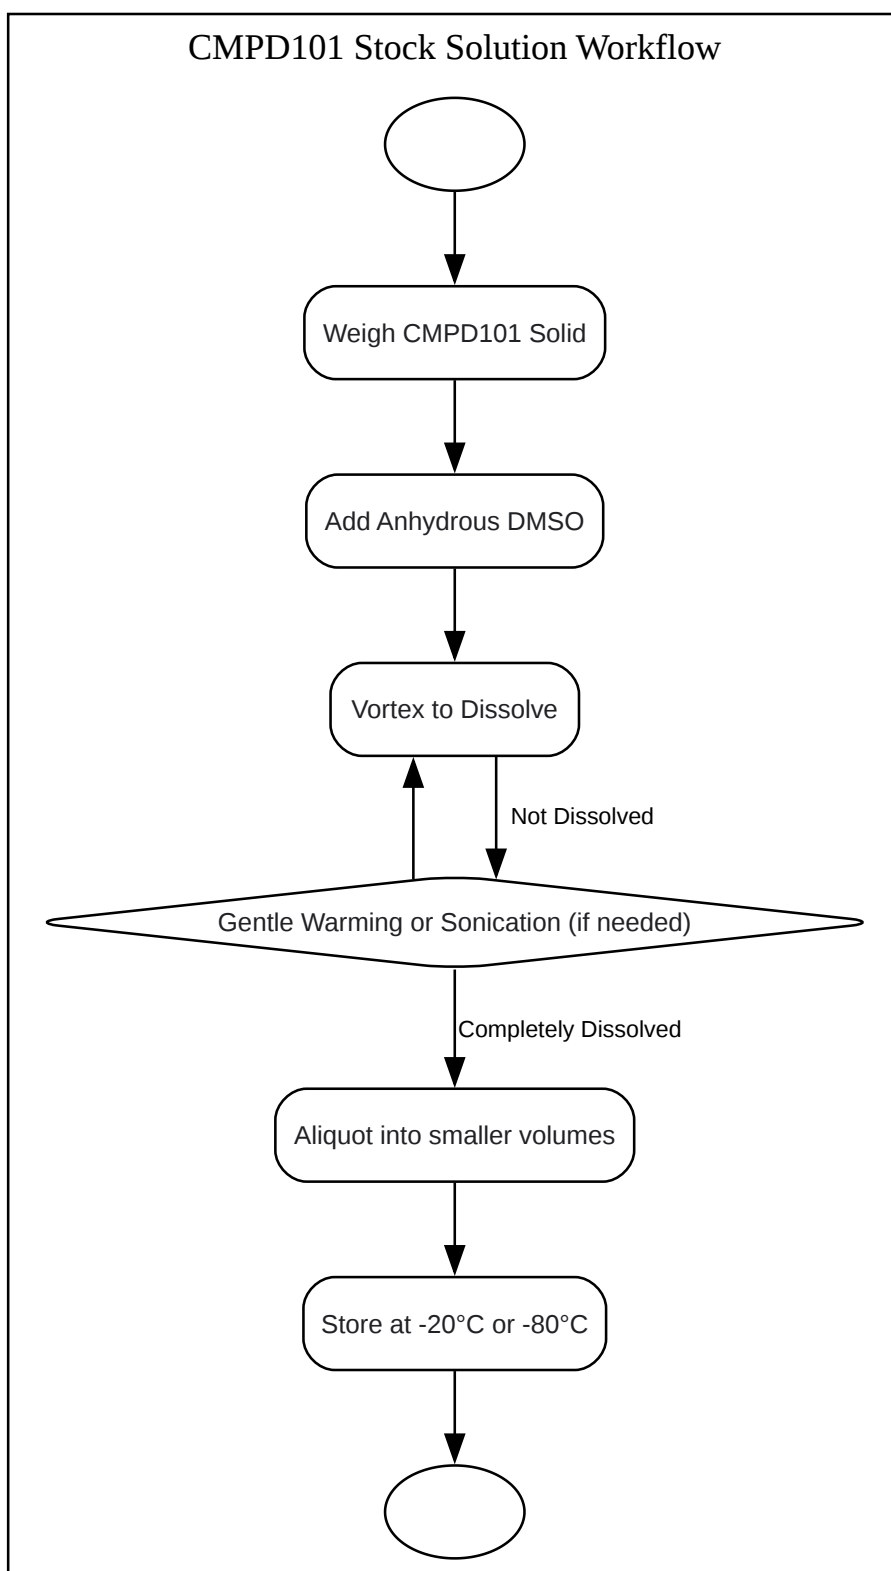 CMPD101 Stock Solution Workflow
Weigh CMPD101 Solid
Add Anhydrous DMSO
Vortex to Dissolve
Not Dissolved
Gentle Warming or Sonication (if needed)
Completely Dissolved
Aliquot into smaller volumes
Store at -20°C or -80°C